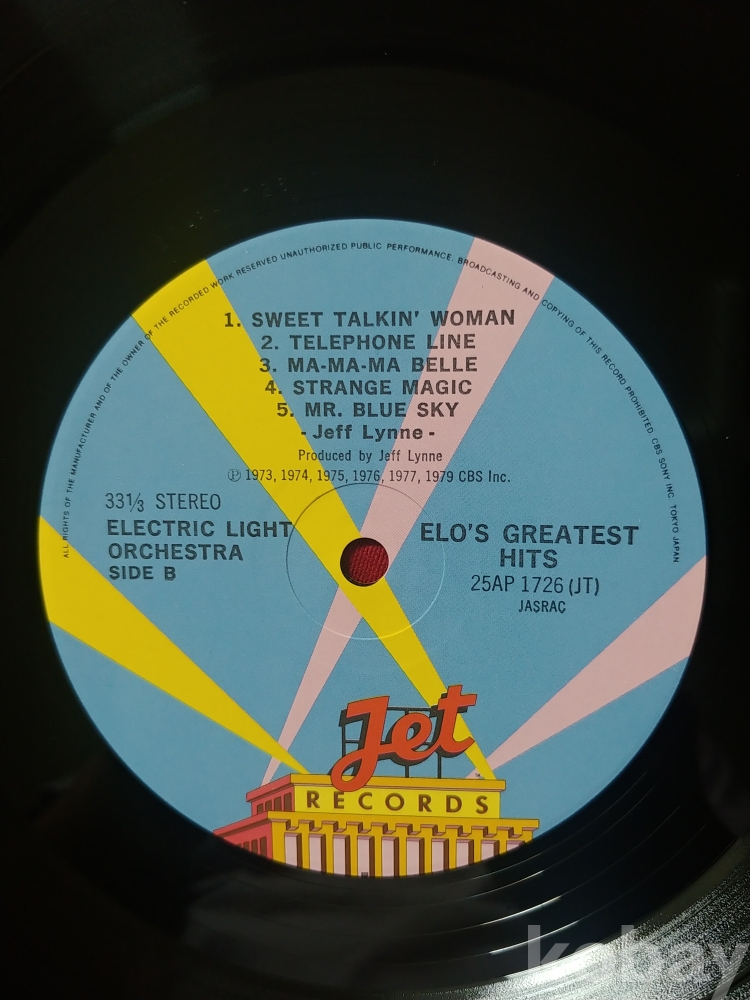 ALL RIGHTS OF THE MANUFACTURER AND OF THE OWNER OF THE RECORDED WORK RESERVED UNAUTHORIZED PUBLIC PERFORMANCE. BROADCASTING AND COPYING OF THIS RECORD PROHIBITED CBS SONY INC. TOKYO JAPAN
1. SWEET TALKIN' WOMAN
2. TELEPHONE LINE
3. MA-MA-MA BELLE
4. STRANGE MAGIC
5. MR. BLUE SKY
- Jeff Lynne -
Produced by Jeff Lynne
℗ 1973, 1974, 1975, 1976, 1977, 1979 CBS Inc.
33⅓ STEREO
ELECTRIC LIGHT
ORCHESTRA
SIDE B
ELO'S GREATEST
HITS
25AP 1726 (JT)
JASRAC
Jet
RECORDS
kobay